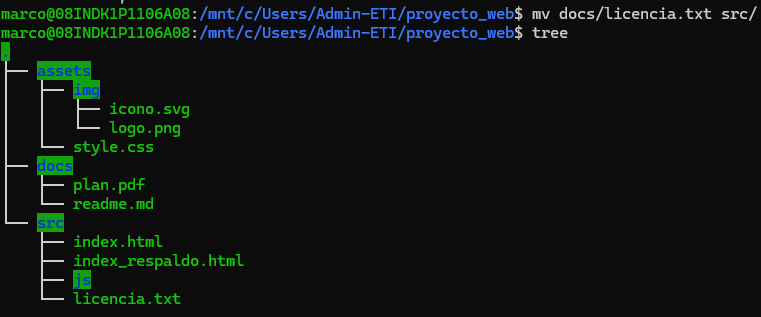 marco@08INDK1P1106A08:/mnt/c/Users/Admin-ETI/proyecto_web$ mv docs/licencia.txt src/
marco@08INDK1P1106A08:/mnt/c/Users/Admin-ETI/proyecto_web$ tree
.
├── assets
│   ├── img
│   │   ├── icono.svg
│   │   └── logo.png
│   └── style.css
├── docs
│   ├── plan.pdf
│   └── readme.md
└── src
    ├── index.html
    ├── index_respaldo.html
    ├── js
    └── licencia.txt